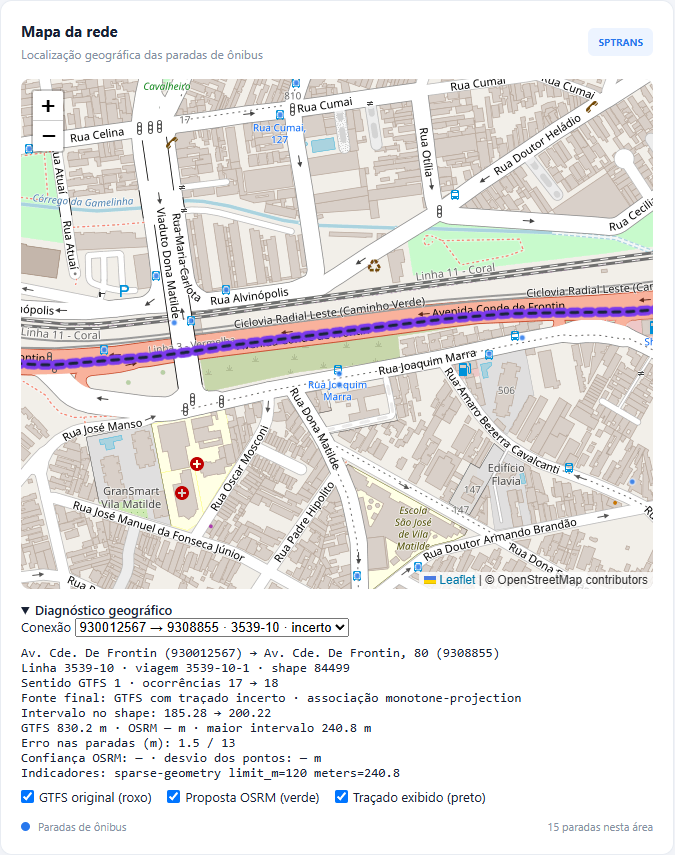 Mapa da rede
Localização geográfica das paradas de ônibus
SPTRANS
+
−
Cavalheiro
810
17
Rua Cumai
Rua Cumai
Rua Cumai,
127
Rua Celina
Rua Otília
Rua Doutor Heládio
Rua Atuaí
Córrego da Gamelinha
Rua Cecília
Rua Atuaí
Viaduto Dona Matilde
Rua Maria Carlota
P
Linha 11 - Coral
Rua Alvinópolis
Ciclovia Radial Leste (Caminho Verde)
Ciclovia Radial Leste (C
Avenida Conde de Frontin
nópolis
Linha 11 - Coral
Rua Joaquim
Marra
Rua Joaquim Marra
506
Rua José Manso
Rua Dona Matilde
Rua Amaro Bezerra Cavalcanti
Rua Oscar Mosconi
Edifício
Flavia
GranSmart
Vila Matilde
147
147
Rua Padre Hipolito
Escola
São José
de Vila
Matilde
Rua José Manuel da Fonseca Júnior
Rua Doutor Armando Brandão
Rua Dona
Leaflet | © OpenStreetMap contributors
▼ Diagnóstico geográfico
Conexão 930012567 → 9308855 · 3539-10 · incerto
Av. Cde. De Frontin (930012567) → Av. Cde. De Frontin, 80 (9308855)
Linha 3539-10 · viagem 3539-10-1 · shape 84499
Sentido GTFS 1 · ocorrências 17 → 18
Fonte final: GTFS com traçado incerto · associação monotone-projection
Intervalo no shape: 185.28 → 200.22
GTFS 830.2 m · OSRM — m · maior intervalo 240.8 m
Erro nas paradas (m): 1.5 / 13
Confiança OSRM: — · desvio dos pontos: — m
Indicadores: sparse-geometry limit_m=120 meters=240.8
GTFS original (roxo) Proposta OSRM (verde) Traçado exibido (preto)
Paradas de ônibus
15 paradas nesta área